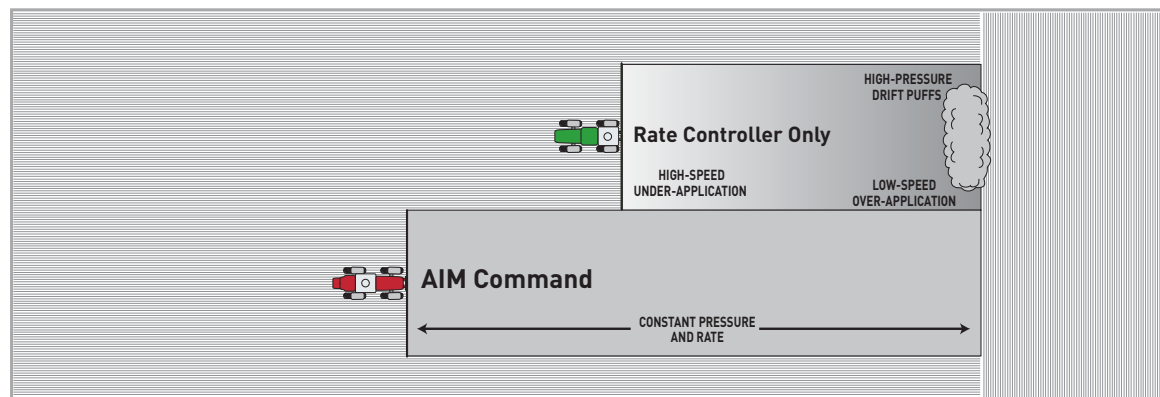 HIGH-PRESSURE
DRIFT PUFFS
Rate Controller Only
HIGH-SPEED
UNDER-APPLICATION
LOW-SPEED
OVER-APPLICATION
AIM Command
CONSTANT PRESSURE
AND RATE